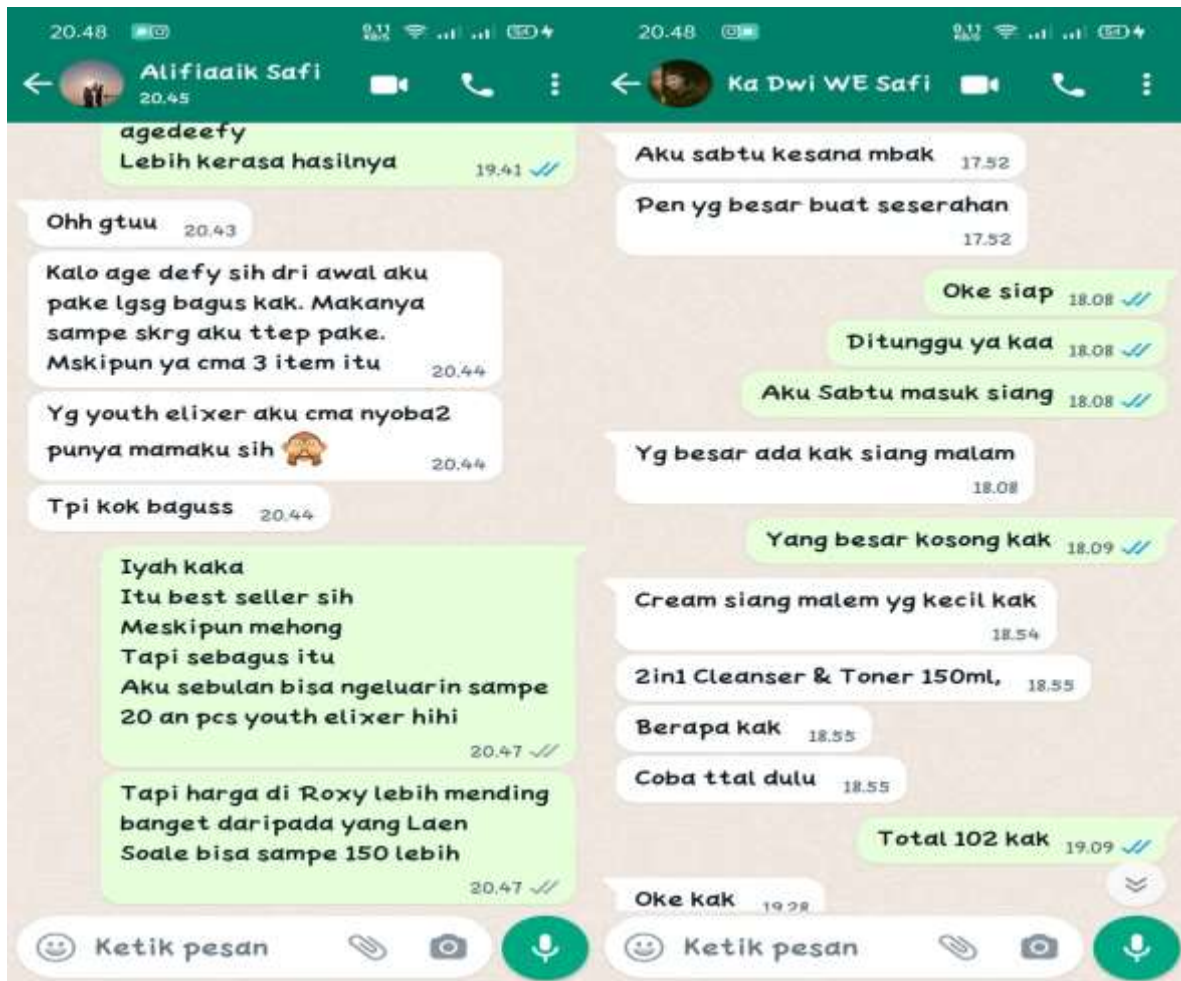 20.48
Alifiaaik Safi
20.45
agedeefy
Lebih kerasa hasilnya 19.41
Ohh gtuu 20.43
Kalo age defy sih dri awal aku
pake lgsg bagus kak. Makanya
sampe skrg aku ttep pake.
Mskipun ya cma 3 item itu 20.44
Yg youth elixer aku cma nyoba2
punya mamaku sih 20.44
Tpi kok baguss 20.44
Iyah kaka
Itu best seller sih
Meskipun mehong
Tapi sebagus itu
Aku sebulan bisa ngeluarin sampe
20 an pcs youth elixer hihi
20.47
Tapi harga di Roxy lebih mending
banget daripada yang Laen
Soale bisa sampe 150 lebih
20.47
Ketik pesan
20.48
Ka Dwi WE Safi
Aku sabtu kesana mbak 17.52
Pen yg besar buat seserahan
17.52
Oke siap 18.08
Ditunggu ya kaa 18.08
Aku Sabtu masuk siang 18.08
Yg besar ada kak siang malam
18.08
Yang besar kosong kak 18.09
Cream siang malem yg kecil kak
18.54
2in1 Cleanser & Toner 150ml, 18.55
Berapa kak 18.55
Coba ttal dulu 18.55
Total 102 kak 19.09
Oke kak 19.28
Ketik pesan